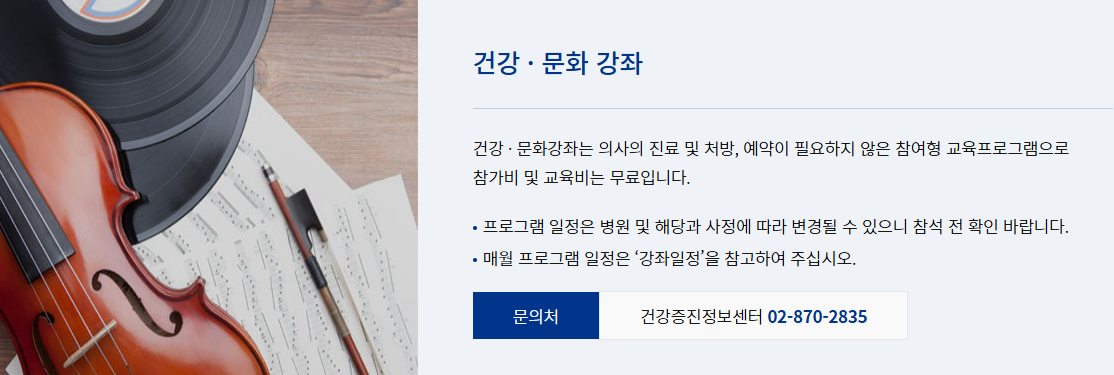 건강 · 문화 강좌
건강 · 문화강좌는 의사의 진료 및 처방, 예약이 필요하지 않은 참여형 교육프로그램으로
참가비 및 교육비는 무료입니다.
• 프로그램 일정은 병원 및 해당과 사정에 따라 변경될 수 있으니 참석 전 확인 바랍니다.
• 매월 프로그램 일정은 ‘강좌일정’을 참고하여 주십시오.
문의처 건강증진정보센터 02-870-2835